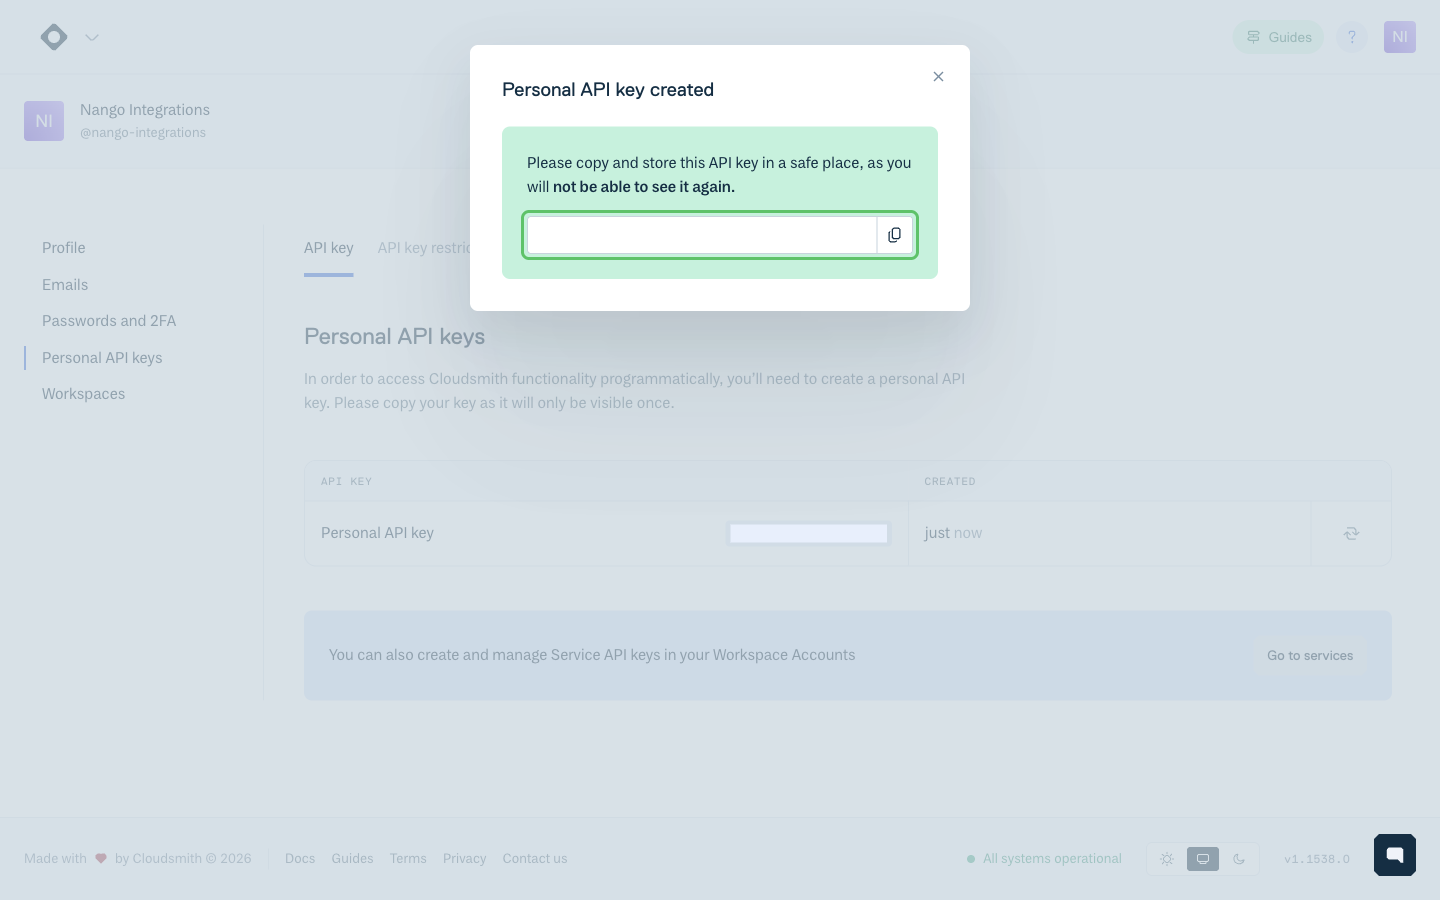 Guides
?
NI
Personal API key created
NI
Nango Integrations
@nango-integrations
Please copy and store this API key in a safe place, as you
will not be able to see it again.
Profile
Emails
Passwords and 2FA
Personal API keys
Workspaces
API key
API key restric
Personal API keys
In order to access Cloudsmith functionality programmatically, you'll need to create a personal API
key. Please copy your key as it will only be visible once.
API KEY
CREATED
Personal API key
just now
You can also create and manage Service API keys in your Workspace Accounts
Go to services
Made with by Cloudsmith © 2026
Docs
Guides
Terms
Privacy
Contact us
All systems operational
v1.1538.0